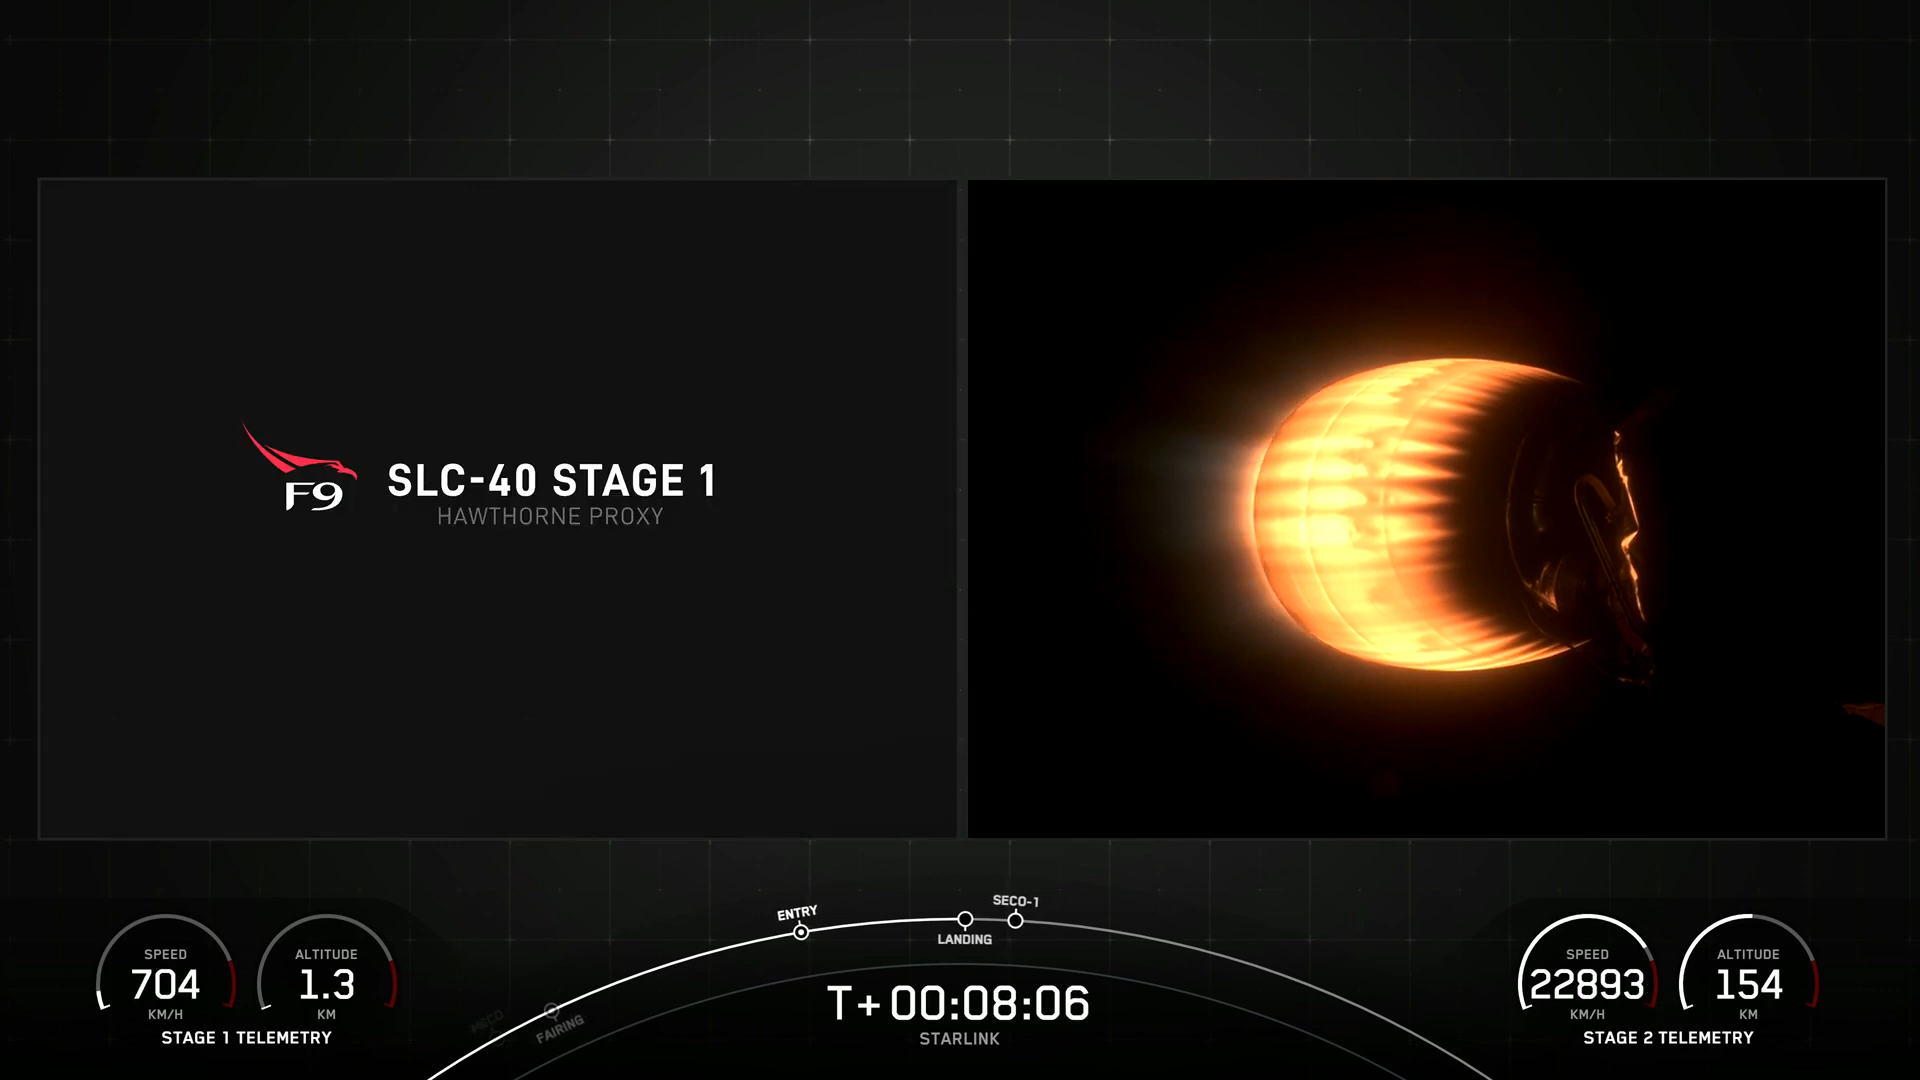 F9
SLC-40 STAGE 1
HAWTHORNE PROXY
SPEED
704
KM/H
ALTITUDE
1.3
KM
STAGE 1 TELEMETRY
MECO
FAIRING
ENTRY
LANDING
SECO-1
T+00:08:06
STARLINK
SPEED
22893
KM/H
ALTITUDE
154
KM
STAGE 2 TELEMETRY